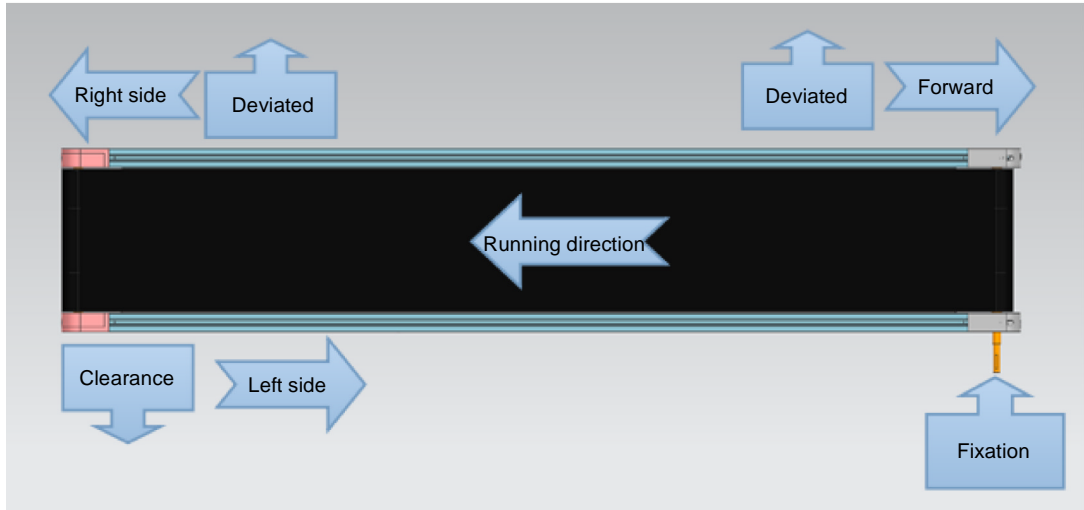 Right side
Deviated
Deviated
Forward
Running direction
Clearance
Left side
Fixation